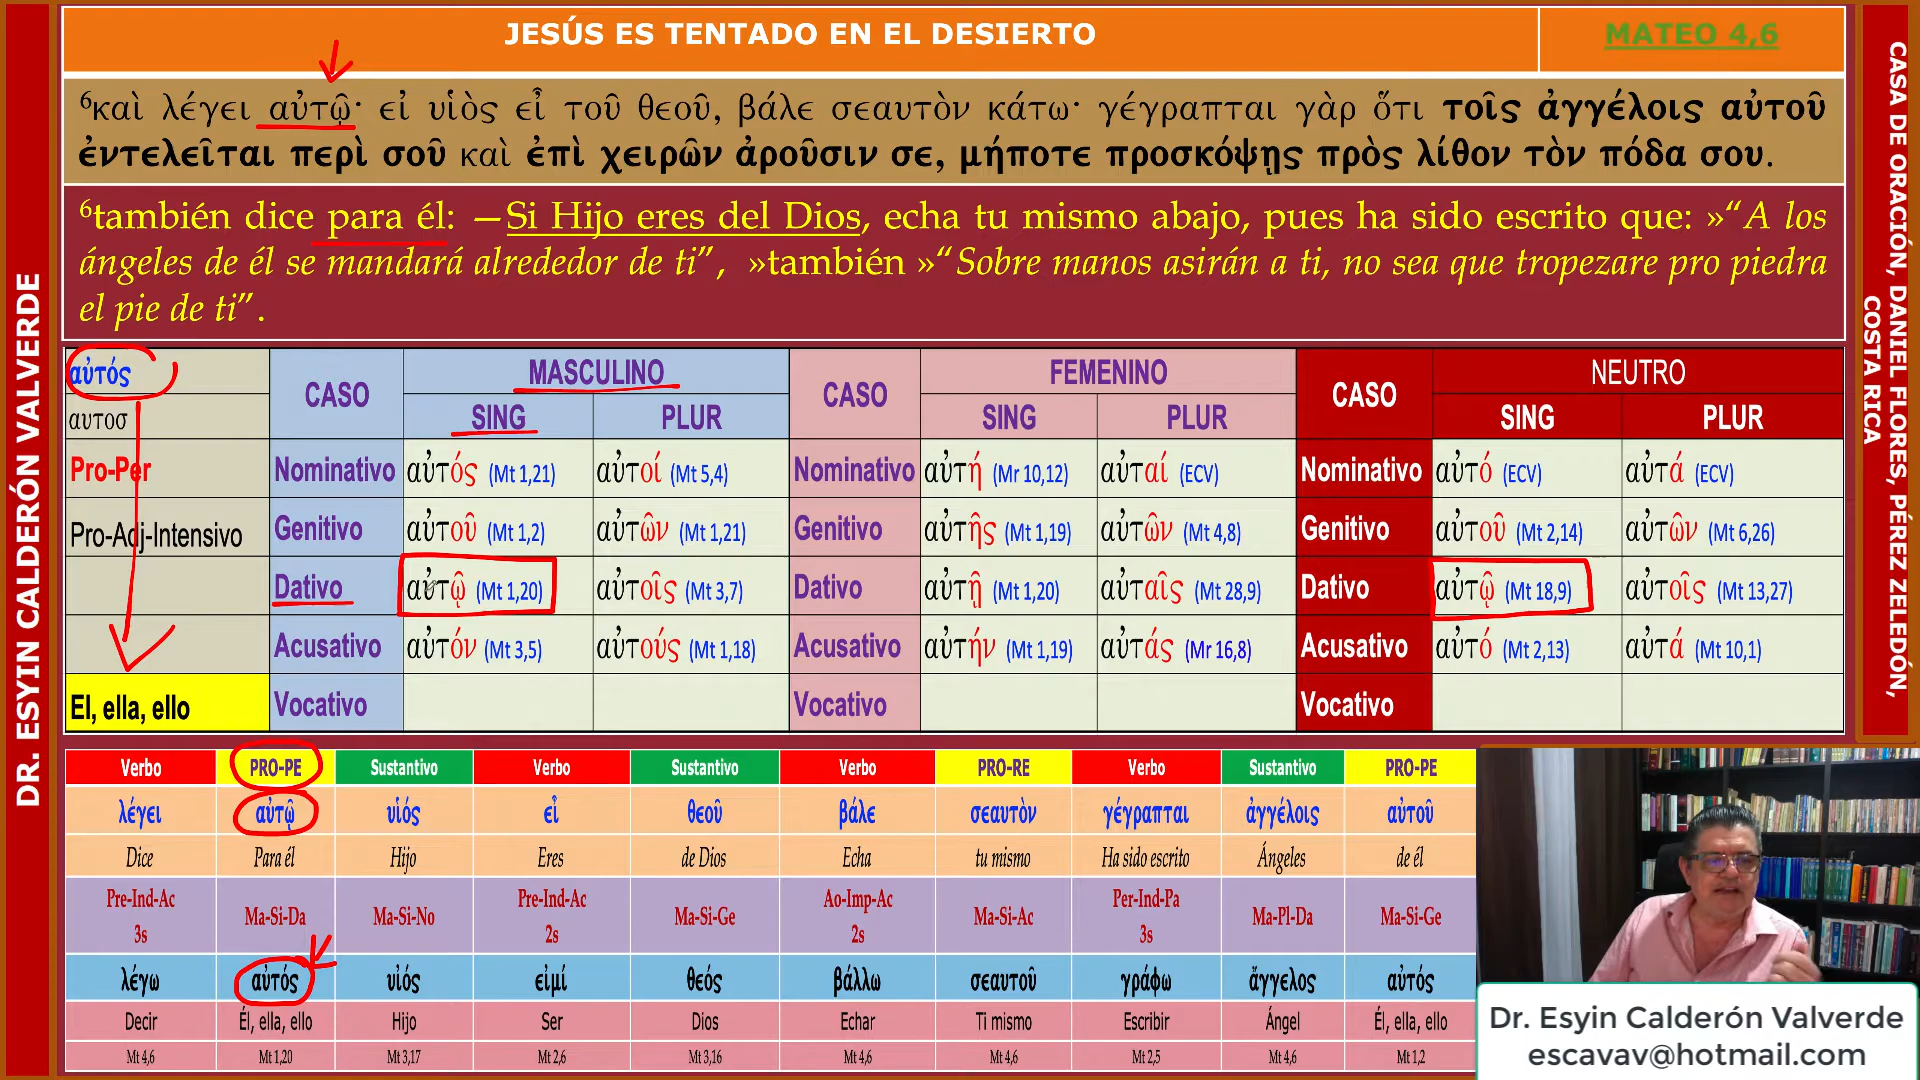 JESÚS ES TENTADO EN EL DESIERTO
MATEO 4,6
⁶καὶ λέγει αὐτῷ· εἰ υἱὸς εἶ τοῦ θεοῦ, βάλε σεαυτὸν κάτω· γέγραπται γὰρ ὅτι τοῖς ἀγγέλοις αὐτοῦ
ἐντελεῖται περὶ σοῦ καὶ ἐπὶ χειρῶν ἀροῦσιν σε, μήποτε προσκόψῃς πρὸς λίθον τὸν πόδα σου.
⁶también dice para él: —Si Hijo eres del Dios, echa tu mismo abajo, pues ha sido escrito que: »“A los
ángeles de él se mandará alrededor de ti”, »también »“Sobre manos asirán a ti, no sea que tropezare pro piedra
el pie de ti”.
αὐτός CASO MASCULINO CASO FEMENINO CASO NEUTRO
αυτοσ SING PLUR SING PLUR SING PLUR
Pro-Per Nominativo αὐτός (Mt 1,21) αὐτοί (Mt 5,4) Nominativo αὐτή (Mr 10,12) αὐταί (ECV) Nominativo αὐτό (ECV) αὐτά (ECV)
Pro-Adj-Intensivo Genitivo αὐτοῦ (Mt 1,2) αὐτῶν (Mt 1,21) Genitivo αὐτῆς (Mt 1,19) αὐτῶν (Mt 4,8) Genitivo αὐτοῦ (Mt 2,14) αὐτῶν (Mt 6,26)
Dativo αὐτῷ (Mt 1,20) αὐτοῖς (Mt 3,7) Dativo αὐτῇ (Mt 1,20) αὐταῖς (Mt 28,9) Dativo αὐτῷ (Mt 18,9) αὐτοῖς (Mt 13,27)
Acusativo αὐτόν (Mt 3,5) αὐτούς (Mt 1,18) Acusativo αὐτήν (Mt 1,19) αὐτάς (Mr 16,8) Acusativo αὐτό (Mt 2,13) αὐτά (Mt 10,1)
El, ella, ello Vocativo Vocativo Vocativo
Verbo PRO-PE Sustantivo Verbo Sustantivo Verbo PRO-RE Verbo Sustantivo PRO-PE
λέγει αὐτῷ υἱός εἶ θεοῦ βάλε σεαυτὸν γέγραπται ἀγγέλοις αὐτοῦ
Dice Para él Hijo Eres de Dios Echa tu mismo Ha sido escrito Ángeles de él
Pre-Ind-Ac 3s Ma-Si-Da Ma-Si-No Pre-Ind-Ac 2s Ma-Si-Ge Ao-Imp-Ac 2s Ma-Si-Ac Per-Ind-Pa 3s Ma-Pl-Da Ma-Si-Ge
λέγω αὐτός υἱός εἰμί θεός βάλλω σεαυτοῦ γράφω ἄγγελος αὐτός
Decir Él, ella, ello Hijo Ser Dios Echar Ti mismo Escribir Ángel Él, ella, ello
Mt 4,6 Mt 1,20 Mt 3,17 Mt 2,6 Mt 3,16 Mt 4,6 Mt 4,6 Mt 2,5 Mt 4,6 Mt 1,2
DR. ESYIN CALDERÓN VALVERDE
CASA DE ORACIÓN, DANIEL FLORES, PÉREZ ZELEDÓN,
COSTA RICA
Dr. Esyin Calderón Valverde
escavav@hotmail.com